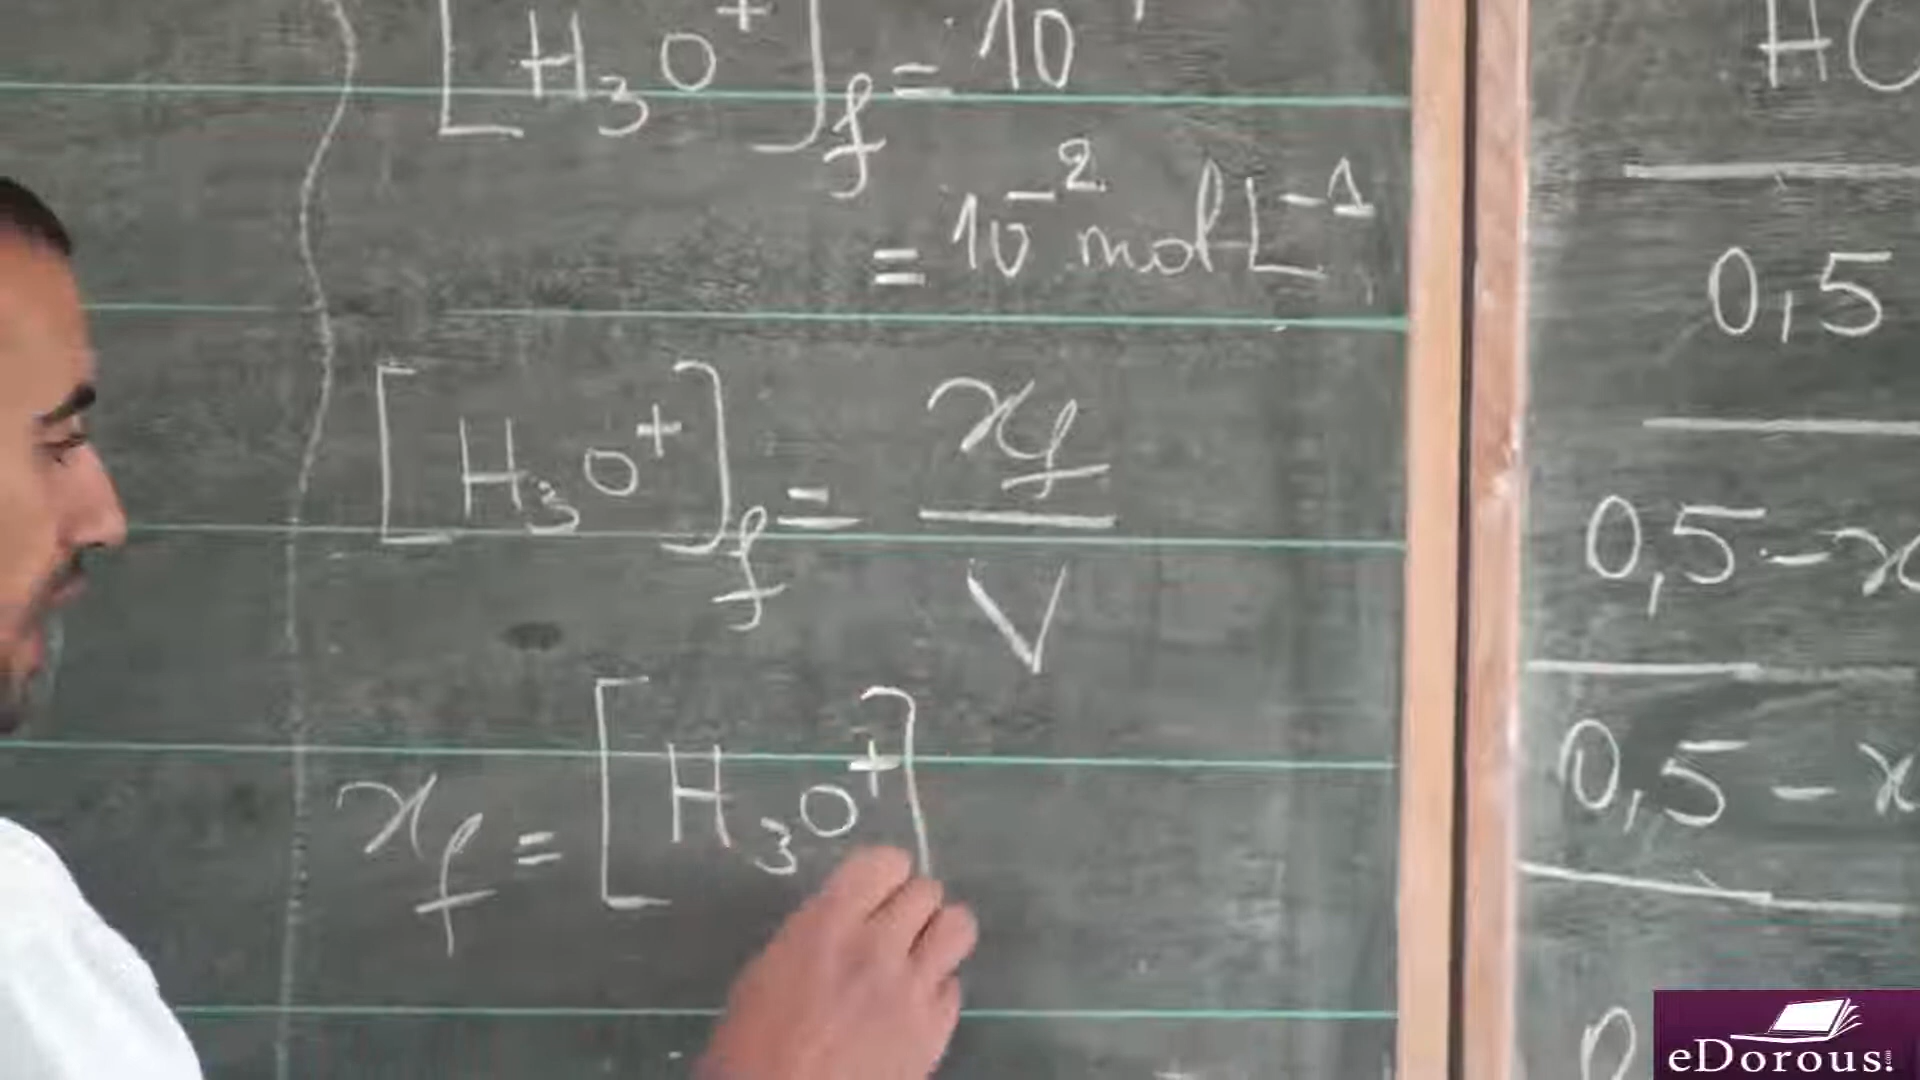 [H₃O⁺]f = 10
= 10⁻² mol L⁻¹
[H₃O⁺]f = xf / V
xf = [H₃O⁺]
0,5
0,5 - x
0,5 - x
eDorous!